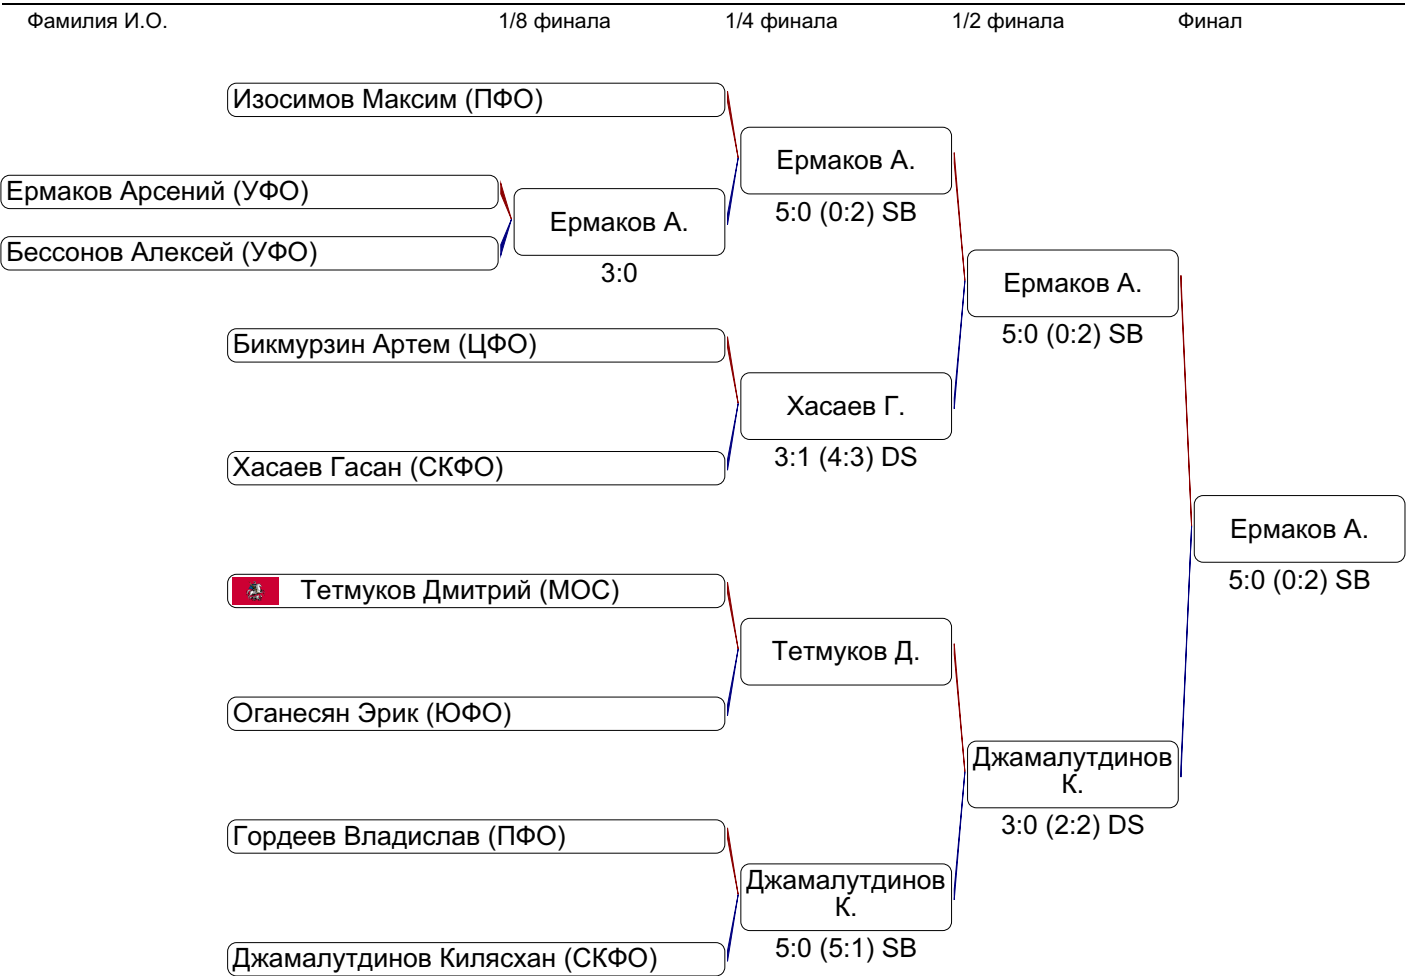 Фамилия И.О. 1/8 финала 1/4 финала 1/2 финала Финал
Изосимов Максим (ПФО)
Ермаков А.
5:0 (0:2) SB
Ермаков Арсений (УФО)
Ермаков А.
3:0
Бессонов Алексей (УФО)
Ермаков А.
5:0 (0:2) SB
Бикмурзин Артем (ЦФО)
Хасаев Г.
3:1 (4:3) DS
Хасаев Гасан (СКФО)
Ермаков А.
5:0 (0:2) SB
Тетмуков Дмитрий (МОС)
Тетмуков Д.
Оганесян Эрик (ЮФО)
Джамалутдинов
К.
3:0 (2:2) DS
Гордеев Владислав (ПФО)
Джамалутдинов
К.
5:0 (5:1) SB
Джамалутдинов Килясхан (СКФО)